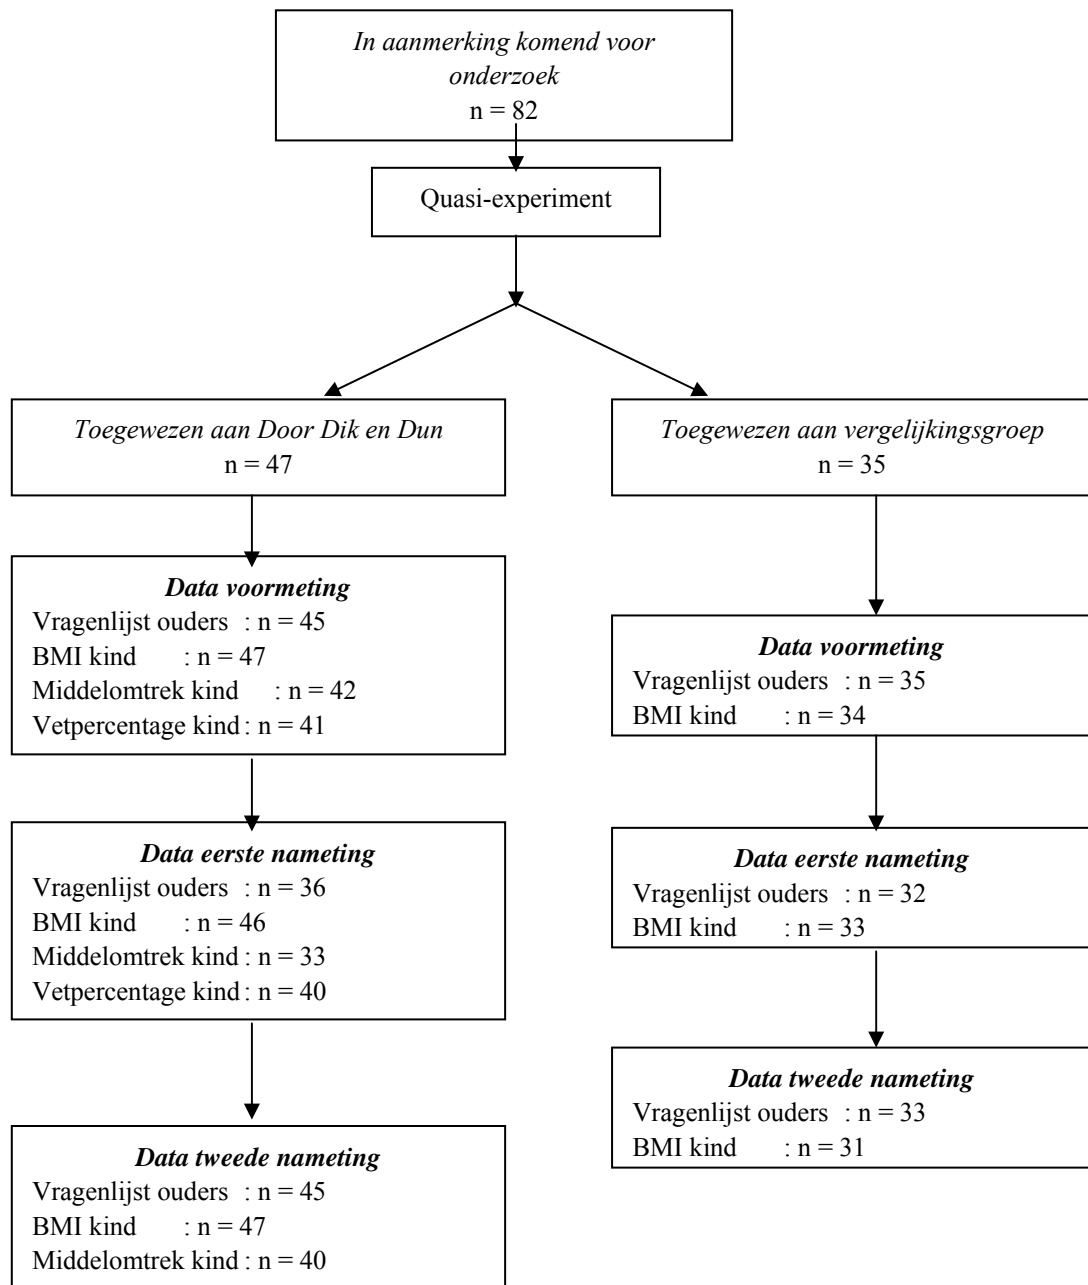 In aanmerking komend voor
onderzoek
n = 82
Quasi-experiment
Toegewezen aan Door Dik en Dun
n = 47
Toegewezen aan vergelijkingsgroep
n = 35
Data voormeting
Vragenlijst ouders : n = 45
BMI kind : n = 47
Middelomtrek kind : n = 42
Vetpercentage kind : n = 41
Data voormeting
Vragenlijst ouders : n = 35
BMI kind : n = 34
Data eerste nameting
Vragenlijst ouders : n = 36
BMI kind : n = 46
Middelomtrek kind : n = 33
Vetpercentage kind : n = 40
Data eerste nameting
Vragenlijst ouders : n = 32
BMI kind : n = 33
Data tweede nameting
Vragenlijst ouders : n = 33
BMI kind : n = 31
Data tweede nameting
Vragenlijst ouders : n = 45
BMI kind : n = 47
Middelomtrek kind : n = 40